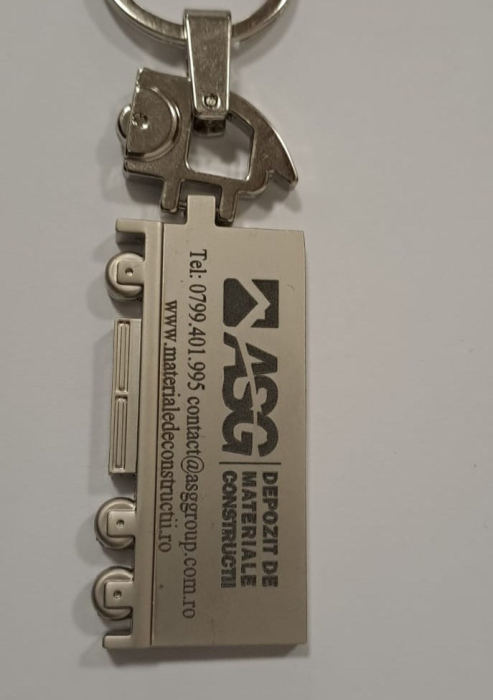 ASG
DEPOZIT DE
MATERIALE
CONSTRUCTII
Tel: 0799.401.995 contact@asggroup.com.ro
www.materialedeconstructii.ro